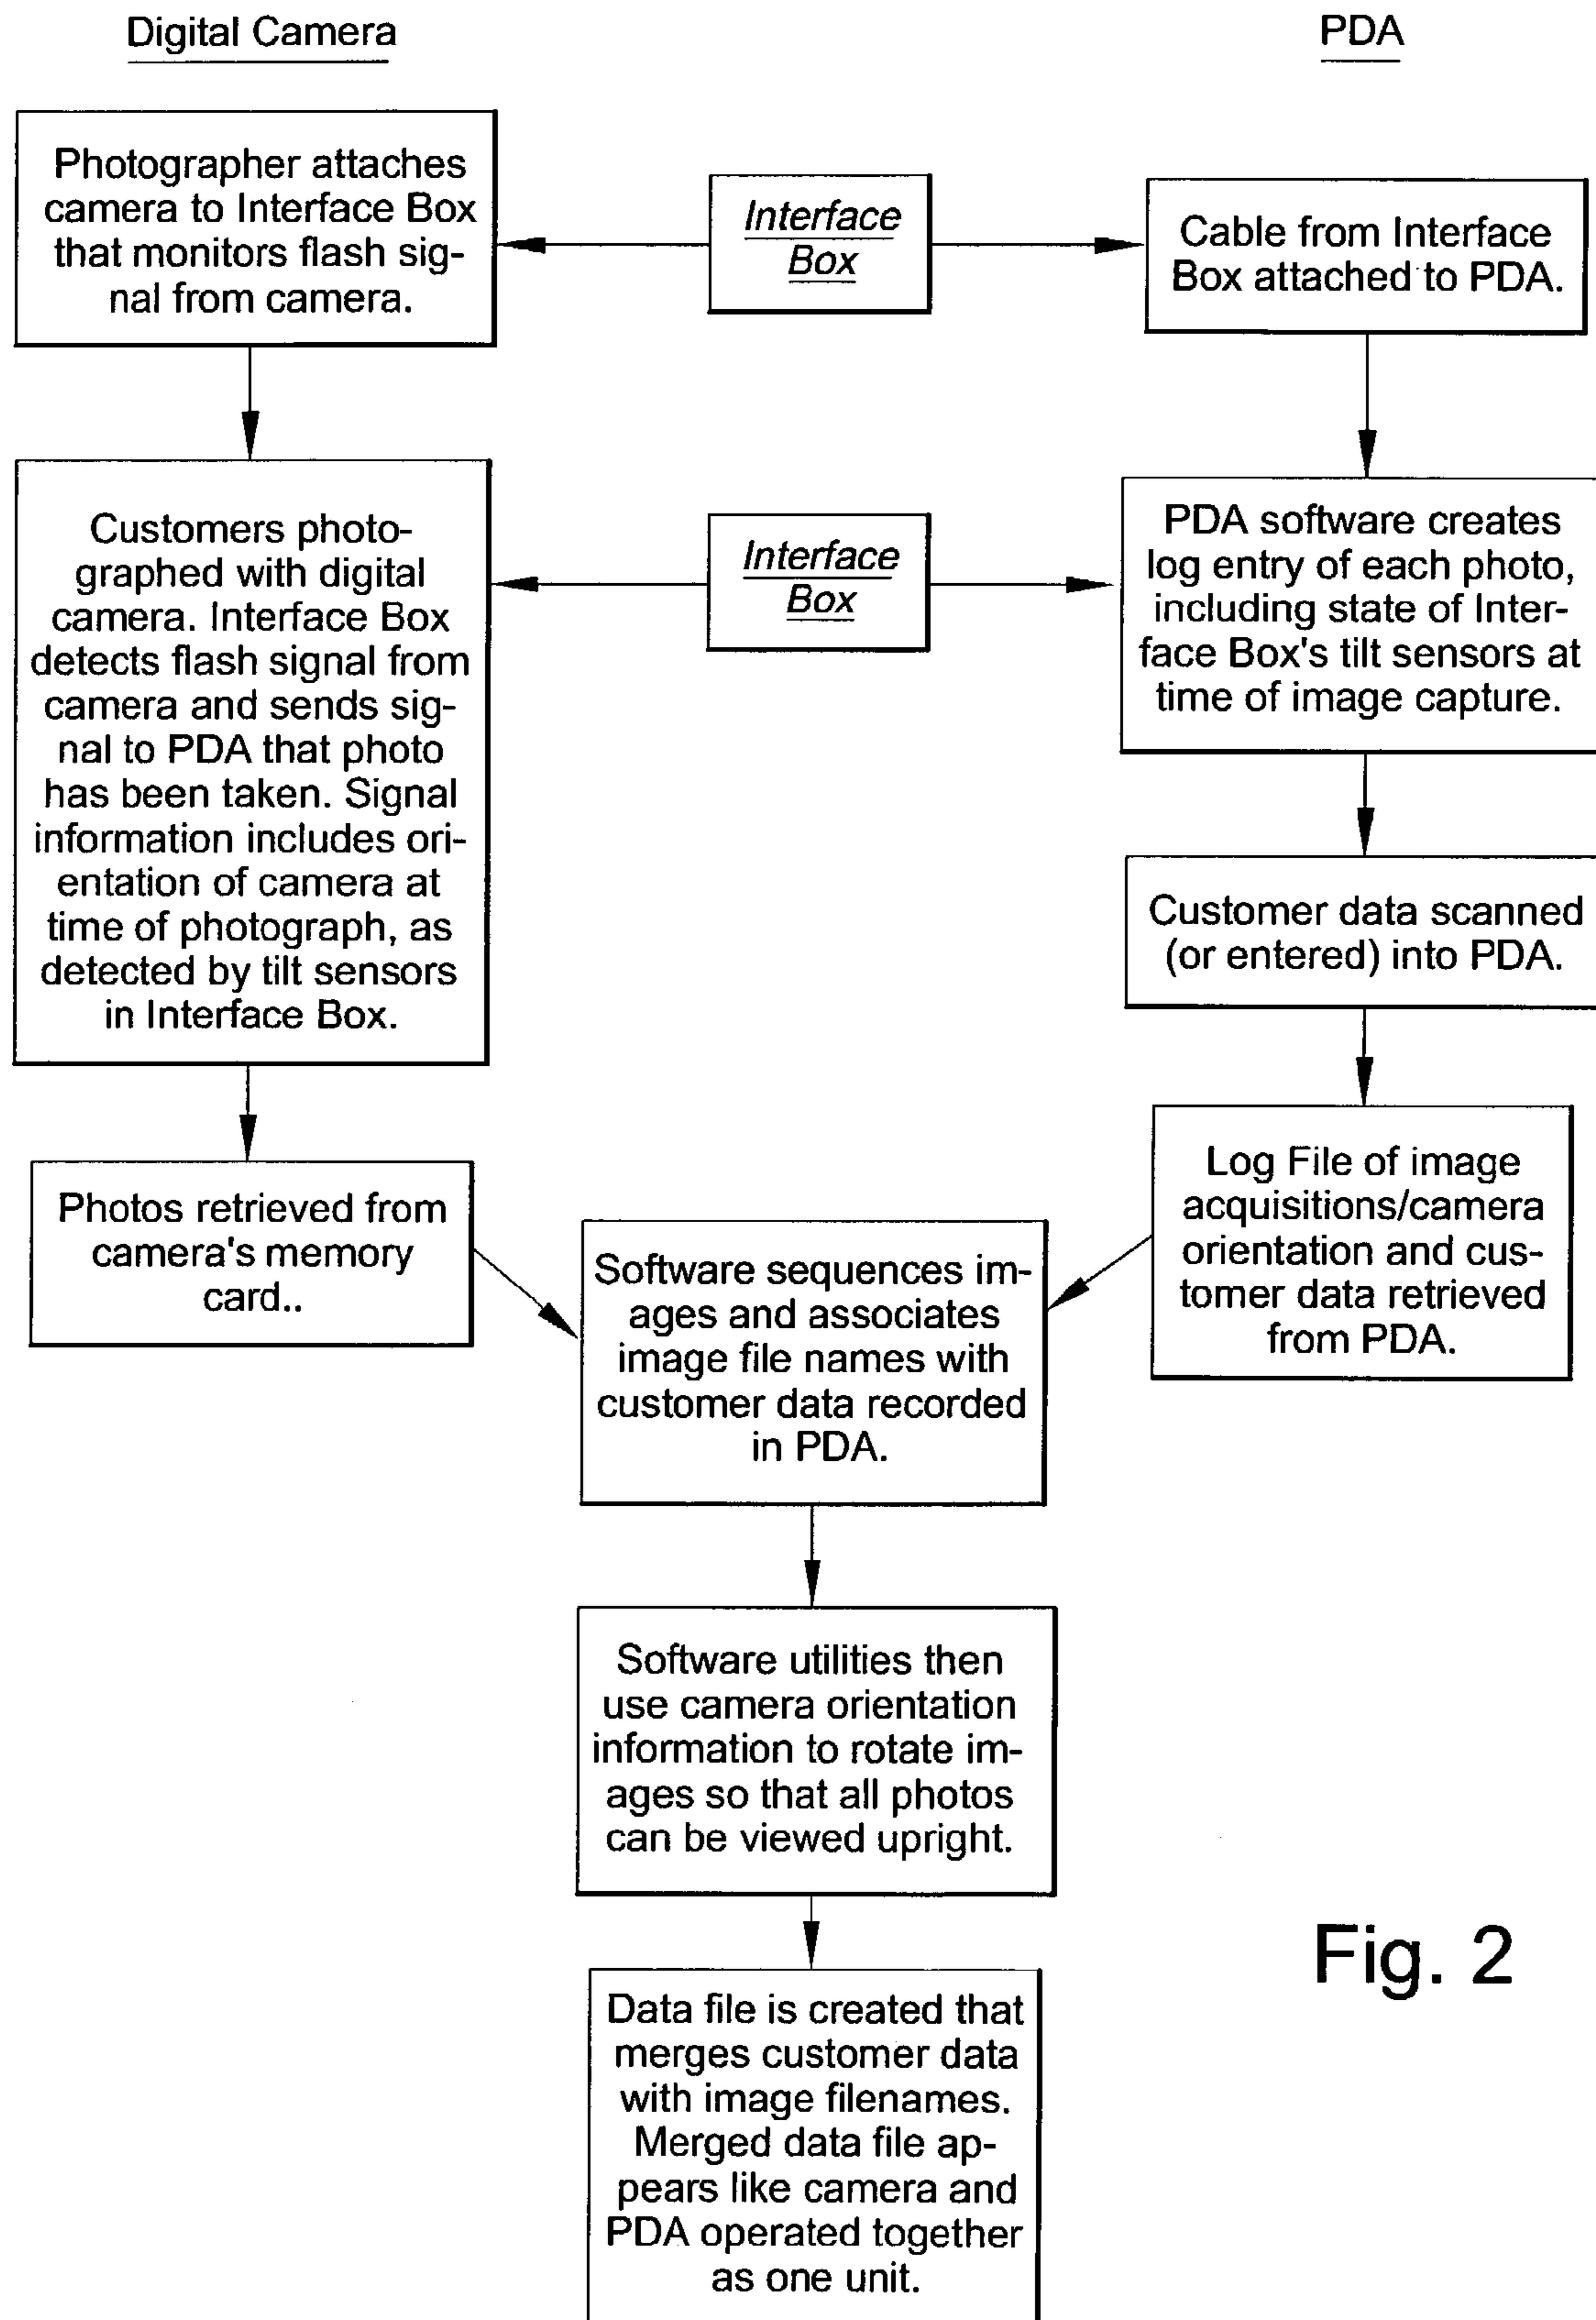 Digital Camera
PDA
Photographer attaches
camera to Interface Box
that monitors flash sig-
nal from camera.
Interface
Box
Cable from Interface
Box attached to PDA.
Customers photo-
graphed with digital
camera. Interface Box
detects flash signal from
camera and sends sig-
nal to PDA that photo
has been taken. Signal
information includes ori-
entation of camera at
time of photograph, as
detected by tilt sensors
in Interface Box.
Interface
Box
PDA software creates
log entry of each photo,
including state of Inter-
face Box's tilt sensors at
time of image capture.
Customer data scanned
(or entered) into PDA.
Photos retrieved from
camera's memory
card..
Log File of image
acquisitions/camera
orientation and cus-
tomer data retrieved
from PDA.
Software sequences im-
ages and associates
image file names with
customer data recorded
in PDA.
Software utilities then
use camera orientation
information to rotate im-
ages so that all photos
can be viewed upright.
Data file is created that
merges customer data
with image filenames.
Merged data file ap-
pears like camera and
PDA operated together
as one unit.
Fig. 2